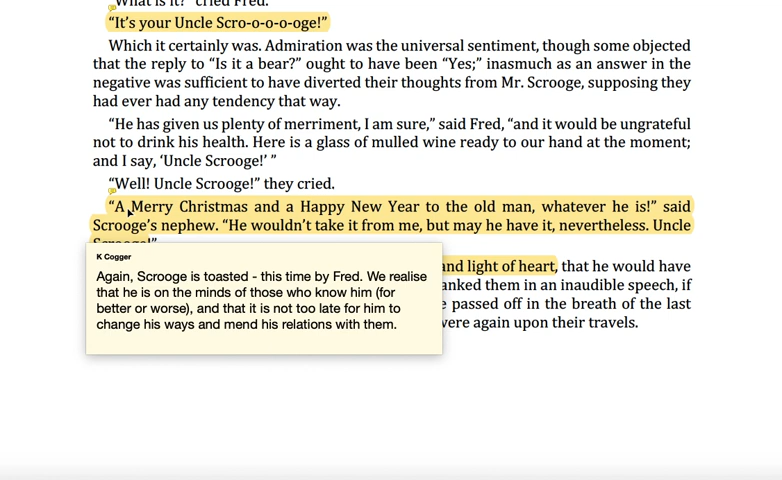 "What is it?" cried Fred.
"It's your Uncle Scro-o-o-o-oge!"
Which it certainly was. Admiration was the universal sentiment, though some objected
that the reply to "Is it a bear?" ought to have been "Yes;" inasmuch as an answer in the
negative was sufficient to have diverted their thoughts from Mr. Scrooge, supposing they
had ever had any tendency that way.
"He has given us plenty of merriment, I am sure," said Fred, "and it would be ungrateful
not to drink his health. Here is a glass of mulled wine ready to our hand at the moment;
and I say, 'Uncle Scrooge!' "
"Well! Uncle Scrooge!" they cried.
"A Merry Christmas and a Happy New Year to the old man, whatever he is!" said
Scrooge's nephew. "He wouldn't take it from me, but may he have it, nevertheless. Uncle
Scrooge!"
K Cogger
Again, Scrooge is toasted - this time by Fred. We realise
that he is on the minds of those who know him (for
better or worse), and that it is not too late for him to
change his ways and mend his relations with them.
and light of heart, that he would have
anked them in an inaudible speech, if
e passed off in the breath of the last
vere again upon their travels.